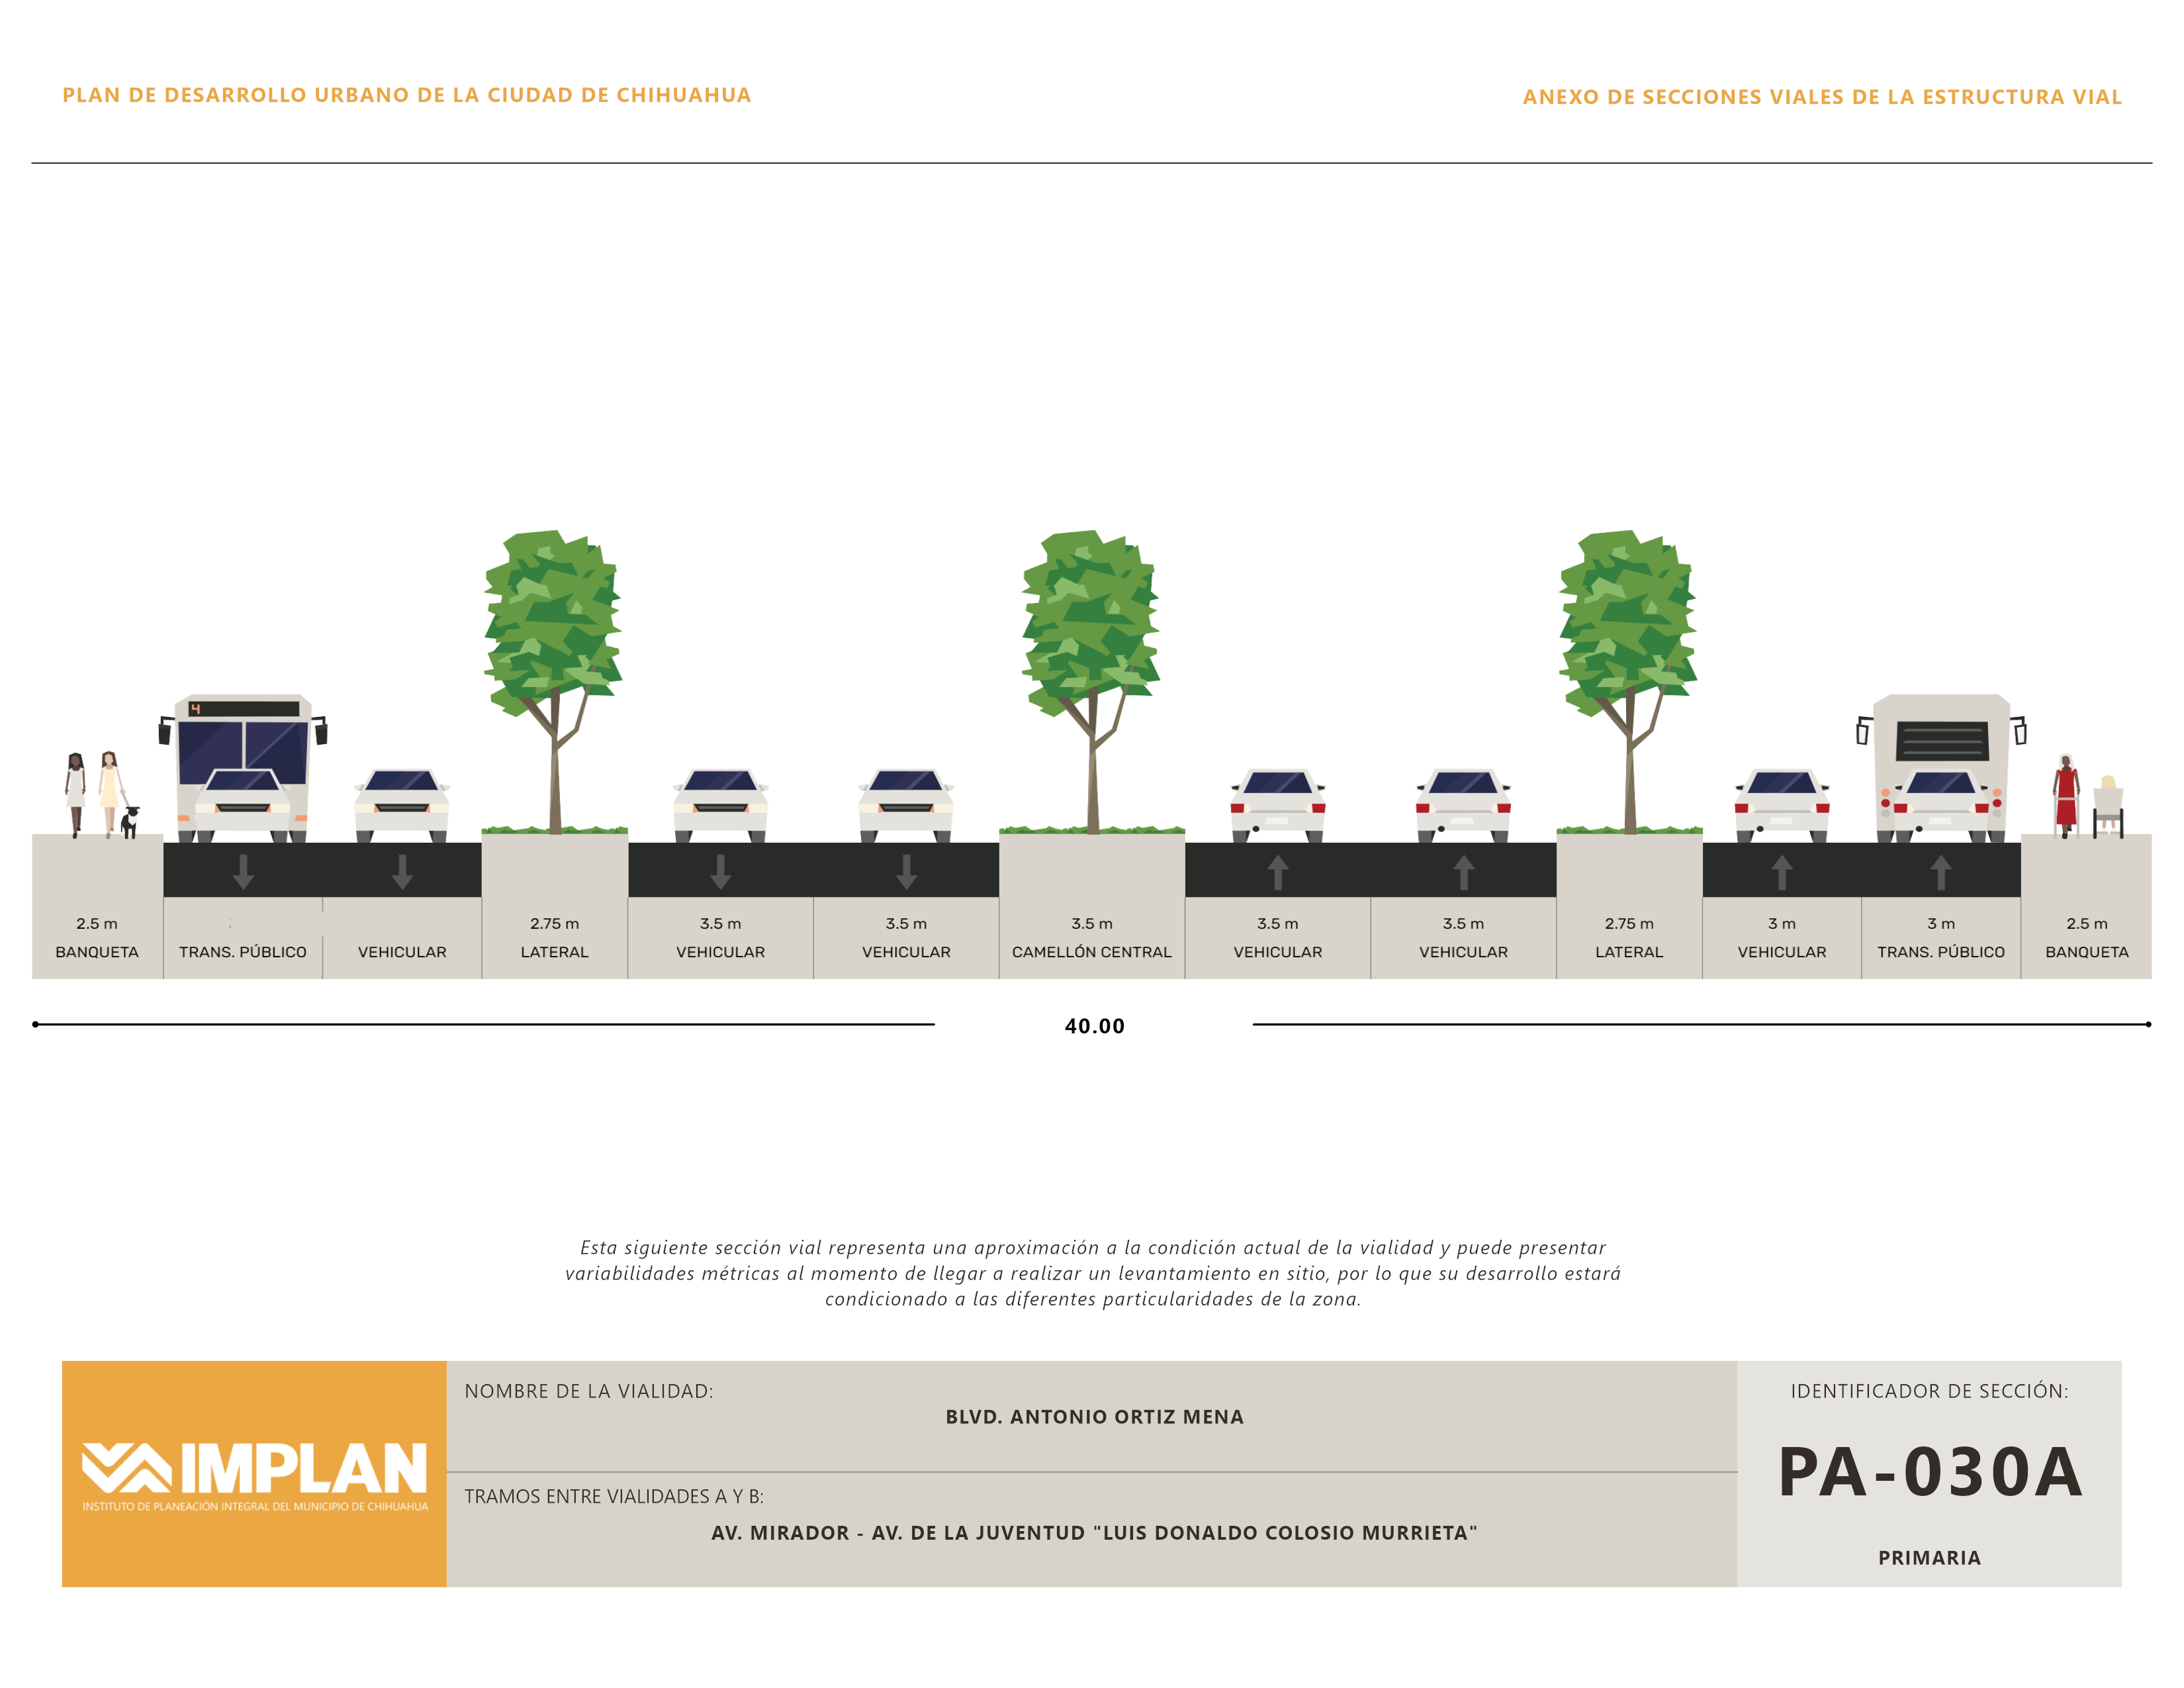 PLAN DE DESARROLLO URBANO DE LA CIUDAD DE CHIHUAHUA
ANEXO DE SECCIONES VIALES DE LA ESTRUCTURA VIAL
4
2.5 m
BANQUETA
TRANS. PÚBLICO
VEHICULAR
2.75 m
LATERAL
3.5 m
VEHICULAR
3.5 m
VEHICULAR
3.5 m
CAMELLÓN CENTRAL
3.5 m
VEHICULAR
3.5 m
VEHICULAR
2.75 m
LATERAL
3 m
VEHICULAR
3 m
TRANS. PÚBLICO
2.5 m
BANQUETA
40.00
Esta siguiente sección vial representa una aproximación a la condición actual de la vialidad y puede presentar
variabilidades métricas al momento de llegar a realizar un levantamiento en sitio, por lo que su desarrollo estará
condicionado a las diferentes particularidades de la zona.
IMPLAN
INSTITUTO DE PLANEACIÓN INTEGRAL DEL MUNICIPIO DE CHIHUAHUA
NOMBRE DE LA VIALIDAD:
BLVD. ANTONIO ORTIZ MENA
TRAMOS ENTRE VIALIDADES A Y B:
AV. MIRADOR - AV. DE LA JUVENTUD "LUIS DONALDO COLOSIO MURRIETA"
IDENTIFICADOR DE SECCIÓN:
PA-030A
PRIMARIA